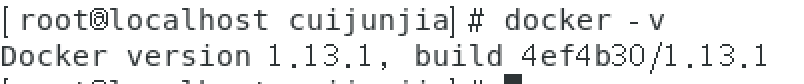 [root@localhost cuijunjia]# docker -v
Docker version 1.13.1, build 4ef4b30/1.13.1